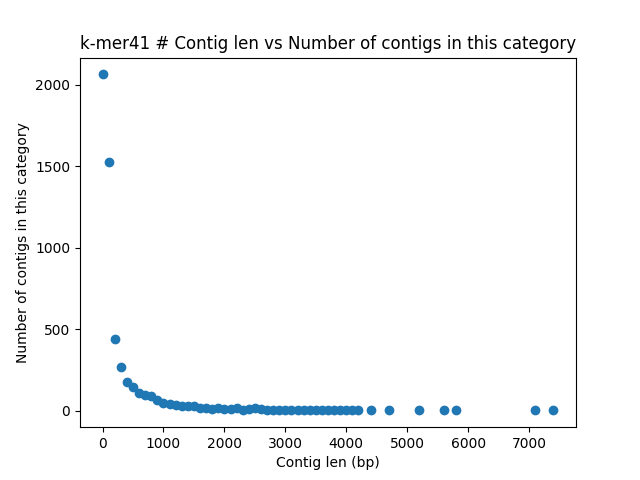 k-mer41 # Contig len vs Number of contigs in this category
Number of contigs in this category
2000
1500
1000
500
0
0 1000 2000 3000 4000 5000 6000 7000
Contig len (bp)